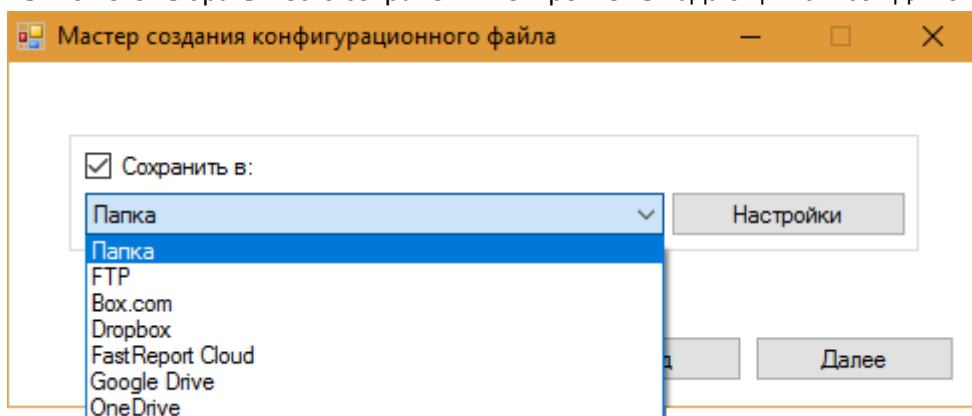 Мастер создания конфигурационного файла
Сохранить в:
Папка
Настройки
Папка
FTP
Box.com
Dropbox
FastReport Cloud
Google Drive
OneDrive
Далее